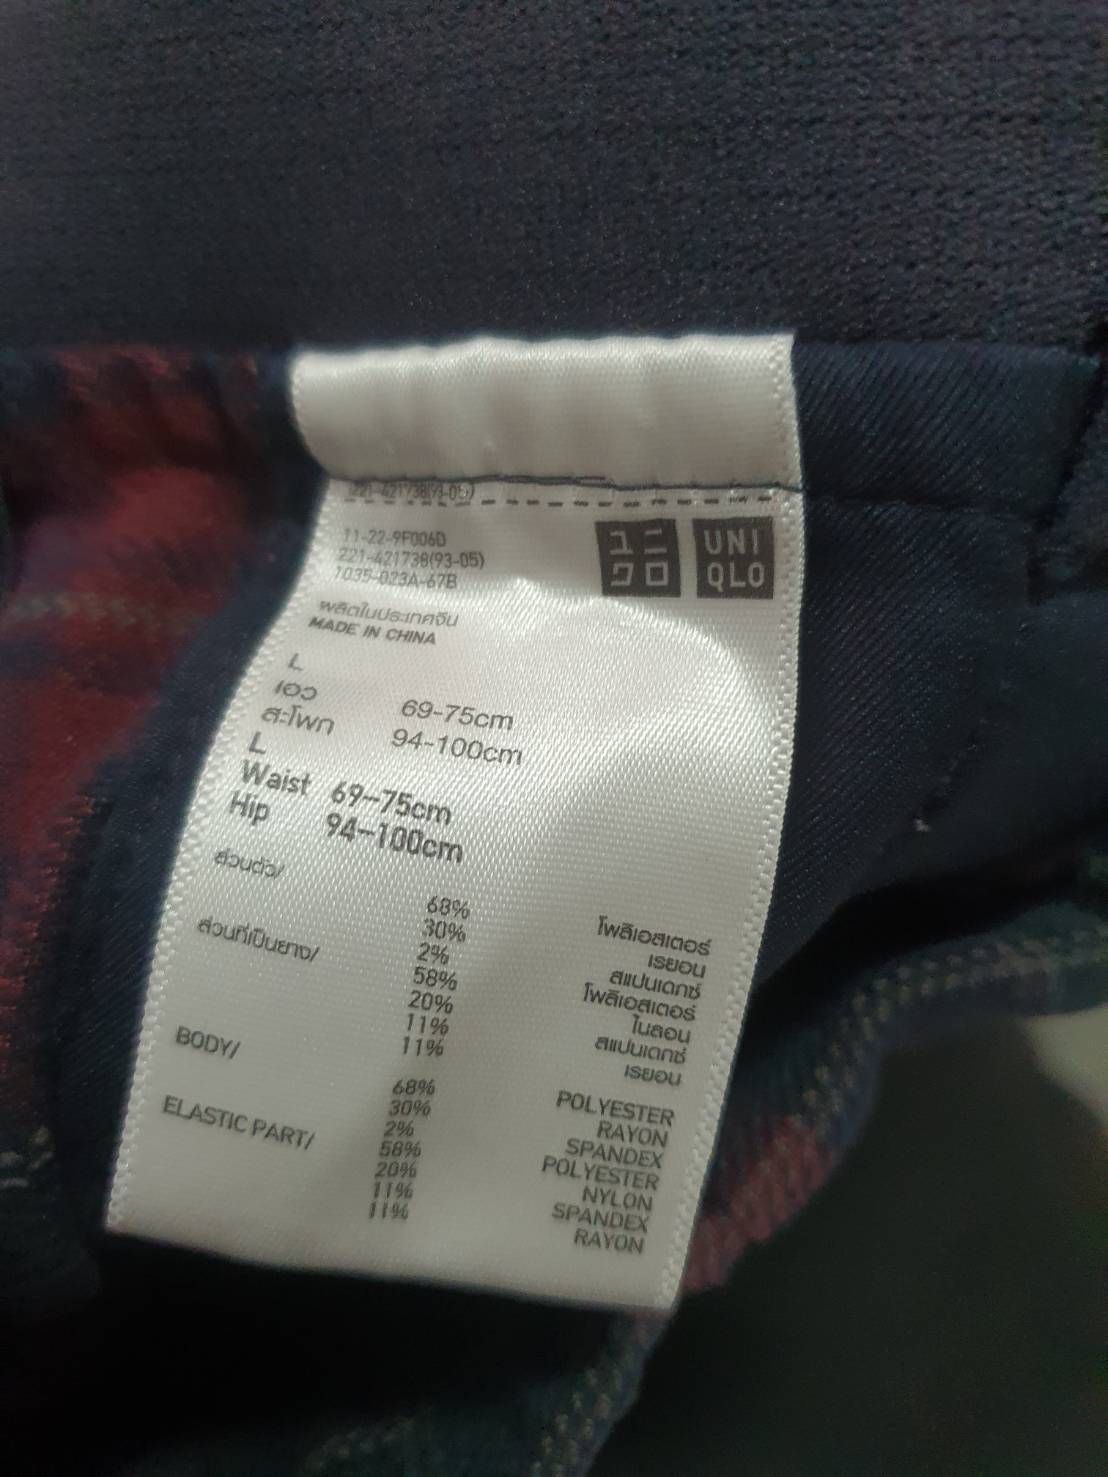 221-421738(93-05)
11-22-9F006D
221-421738(93-05)
1035-023A-67B
ユニ
クロ
UNI
QLO
ผลิตในประเทศจีน
MADE IN CHINA
L
เอว 69-75cm
สะโพก 94-100cm
L
Waist 69-75cm
Hip 94-100cm
ส่วนตัว/
68% โพลิเอสเตอร์
30% เรยอน
2% สแปนเดกซ์
ส่วนที่เป็นยาง/
58% โพลิเอสเตอร์
20% ไนลอน
11% สแปนเดกซ์
11% เรยอน
BODY/
68% POLYESTER
30% RAYON
2% SPANDEX
ELASTIC PART/
58% POLYESTER
20% NYLON
11% SPANDEX
11% RAYON